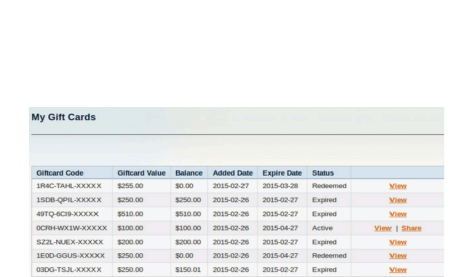 My Gift Cards
Giftcard Code Giftcard Value Balance Added Date Expire Date Status
1R4C-TAHL-XXXXX $255.00 $0.00 2015-02-27 2015-03-28 Redeemed View
1SDB-QPIL-XXXXX $250.00 $250.00 2015-02-26 2015-02-27 Expired View
49TQ-6CI9-XXXXX $510.00 $510.00 2015-02-26 2015-02-27 Expired View
0CRH-WX1W-XXXXX $100.00 $100.00 2015-02-26 2015-04-27 Active View | Share
SZ2L-NUEX-XXXXX $200.00 $200.00 2015-02-26 2015-02-27 Expired View
1E0D-GGUS-XXXXX $250.00 $0.00 2015-02-26 2015-04-27 Redeemed View
03DG-TSJL-XXXXX $250.00 $150.01 2015-02-26 2015-02-27 Expired View